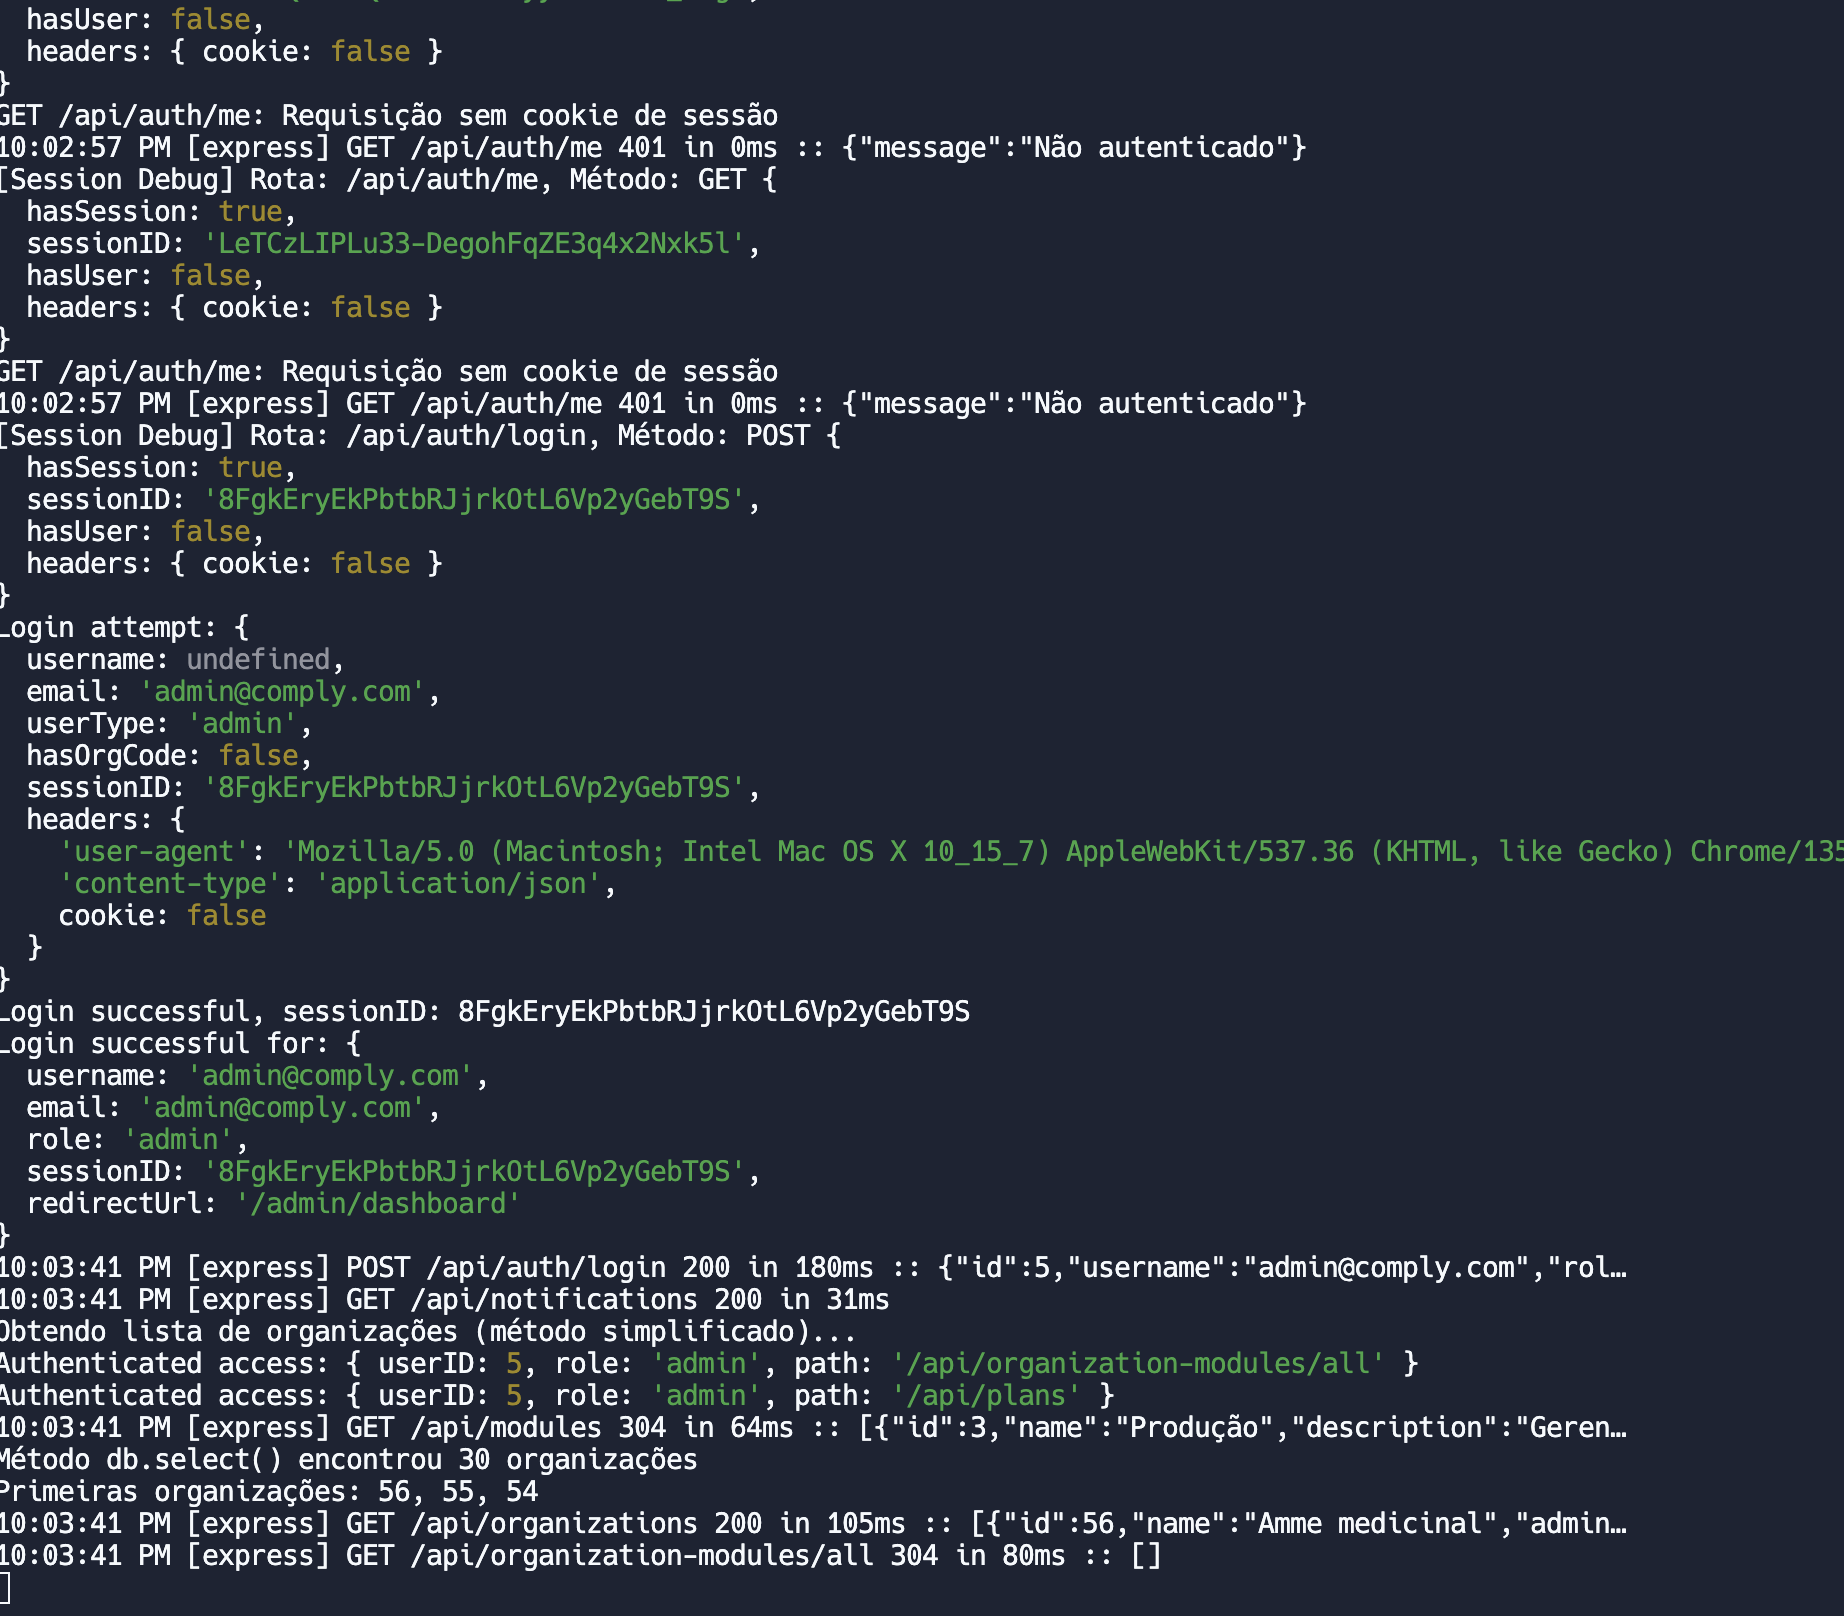 hasUser: false,
headers: { cookie: false }
}
GET /api/auth/me: Requisição sem cookie de sessão
10:02:57 PM [express] GET /api/auth/me 401 in 0ms :: {"message":"Não autenticado"}
[Session Debug] Rota: /api/auth/me, Método: GET {
hasSession: true,
sessionID: 'LeTCzLIPLu33-DegohFqZE3q4x2Nxk5l',
hasUser: false,
headers: { cookie: false }
}
GET /api/auth/me: Requisição sem cookie de sessão
10:02:57 PM [express] GET /api/auth/me 401 in 0ms :: {"message":"Não autenticado"}
[Session Debug] Rota: /api/auth/login, Método: POST {
hasSession: true,
sessionID: '8FgkEryEkPbtbRJjrkOtL6Vp2yGebT9S',
hasUser: false,
headers: { cookie: false }
}
Login attempt: {
username: undefined,
email: 'admin@comply.com',
userType: 'admin',
hasOrgCode: false,
sessionID: '8FgkEryEkPbtbRJjrkOtL6Vp2yGebT9S',
headers: {
'user-agent': 'Mozilla/5.0 (Macintosh; Intel Mac OS X 10_15_7) AppleWebKit/537.36 (KHTML, like Gecko) Chrome/135
'content-type': 'application/json',
cookie: false
}
}
Login successful, sessionID: 8FgkEryEkPbtbRJjrkOtL6Vp2yGebT9S
Login successful for: {
username: 'admin@comply.com',
email: 'admin@comply.com',
role: 'admin',
sessionID: '8FgkEryEkPbtbRJjrkOtL6Vp2yGebT9S',
redirectUrl: '/admin/dashboard'
}
10:03:41 PM [express] POST /api/auth/login 200 in 180ms :: {"id":5,"username":"admin@comply.com","rol…
10:03:41 PM [express] GET /api/notifications 200 in 31ms
Obtendo lista de organizações (método simplificado)...
Authenticated access: { userID: 5, role: 'admin', path: '/api/organization-modules/all' }
Authenticated access: { userID: 5, role: 'admin', path: '/api/plans' }
10:03:41 PM [express] GET /api/modules 304 in 64ms :: [{"id":3,"name":"Produção","description":"Geren…
Método db.select() encontrou 30 organizações
Primeiras organizações: 56, 55, 54
10:03:41 PM [express] GET /api/organizations 200 in 105ms :: [{"id":56,"name":"Amme medicinal","admin…
10:03:41 PM [express] GET /api/organization-modules/all 304 in 80ms :: []